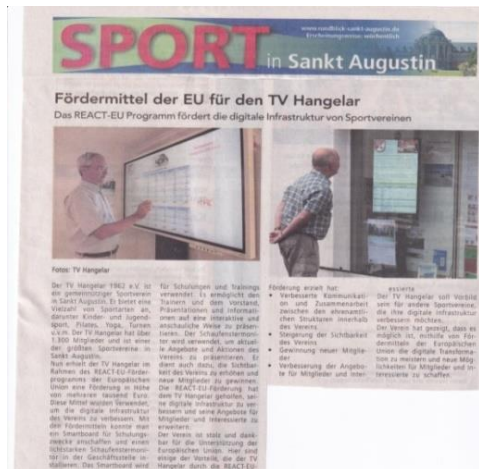 www.rundblick-sankt-augustin.de
Erscheinungsweise: wöchentlich
SPORT in Sankt Augustin
Fördermittel der EU für den TV Hangelar
Das REACT-EU Programm fördert die digitale Infrastruktur von Sportvereinen
Fotos: TV Hangelar
Der TV Hangelar 1962 e.V. ist
ein gemeinnütziger Sportverein
in Sankt Augustin. Er bietet eine
Vielzahl von Sportarten an,
darunter Kinder- und Jugend-
sport, Pilates, Yoga, Turnen
u.v.m. Der TV Hangelar hat über
1.300 Mitglieder und ist einer
der größten Sportvereine in
Sankt Augustin.
Nun erhielt der TV Hangelar im
Rahmen des REACT-EU-Förder-
programms der Europäischen
Union eine Förderung in Höhe
von mehreren tausend Euro.
Diese Mittel wurden verwendet,
um die digitale Infrastruktur
des Vereins zu verbessern. Mit
den Fördermitteln konnte man
ein Smartboard für Schulungs-
zwecke anschaffen und einen
lichtstarken Schaufenstermoni-
tor in der Geschäftsstelle in-
stallieren. Das Smartboard wird
für Schulungen und Trainings
verwendet. Es ermöglicht den
Trainern und dem Vorstand,
Präsentationen und Informati-
onen auf eine interaktive und
anschauliche Weise zu präsen-
tieren. Der Schaufenstermoni-
tor wird verwendet, um aktuel-
le Angebote und Aktionen des
Vereins zu präsentieren. Er
dient auch dazu, die Sichtbar-
keit des Vereins zu erhöhen und
neue Mitglieder zu gewinnen.
Die REACT-EU-Förderung hat
dem TV Hangelar geholfen, sei-
ne digitale Infrastruktur zu ver-
bessern und seine Angebote für
Mitglieder und Interessierte zu
erweitern.
Der Verein ist stolz und dank-
bar für die Unterstützung der
Europäischen Union. Hier sind
einige der Vorteile, die der TV
Hangelar durch die REACT-EU-
Förderung erzielt hat:
• Verbesserte Kommunikati-
on und Zusammenarbeit
zwischen den ehrenamtli-
chen Strukturen innerhalb
des Vereins
• Steigerung der Sichtbarkeit
des Vereins
• Gewinnung neuer Mitglie-
der
• Verbesserung der Angebo-
te für Mitglieder und Inter-
essierte
Der TV Hangelar soll Vorbild
sein für andere Sportvereine,
die ihre digitale Infrastruktur
verbessern möchten.
Der Verein hat gezeigt, dass es
möglich ist, mithilfe von För-
dermitteln der Europäischen
Union die digitale Transforma-
tion zu meistern und neue Mög-
lichkeiten für Mitglieder und In-
teressierte zu schaffen.